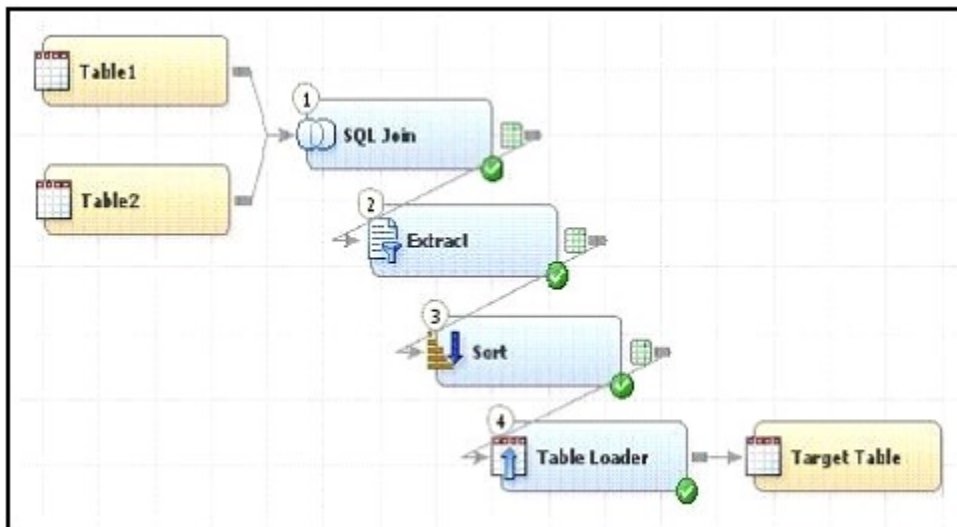 Table1
1
SQL Join
Table2
2
Extract
3
Sort
4
Table Loader
Target Table